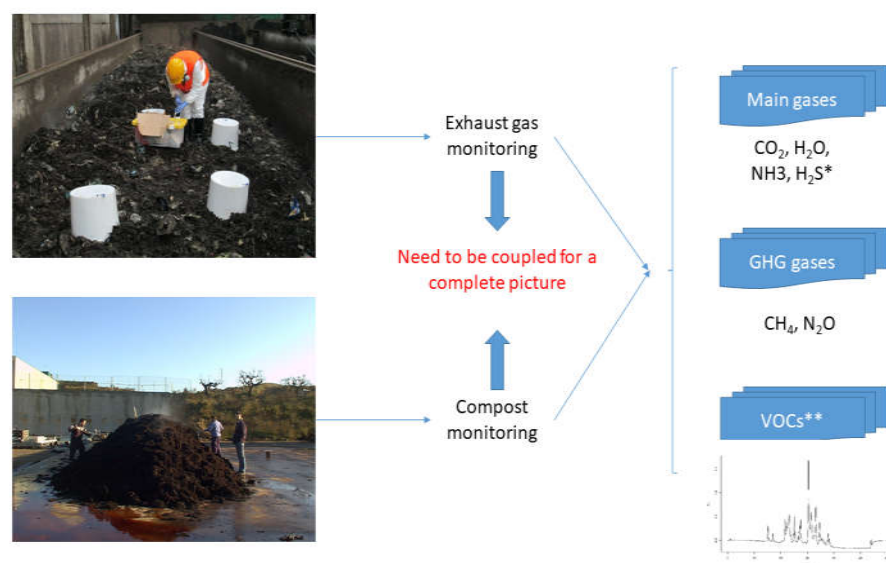 Exhaust gas
monitoring
Need to be coupled for a
complete picture
Compost
monitoring
Main gases
CO₂, H₂O,
NH3, H₂S*
GHG gases
CH₄, N₂O
VOCs**